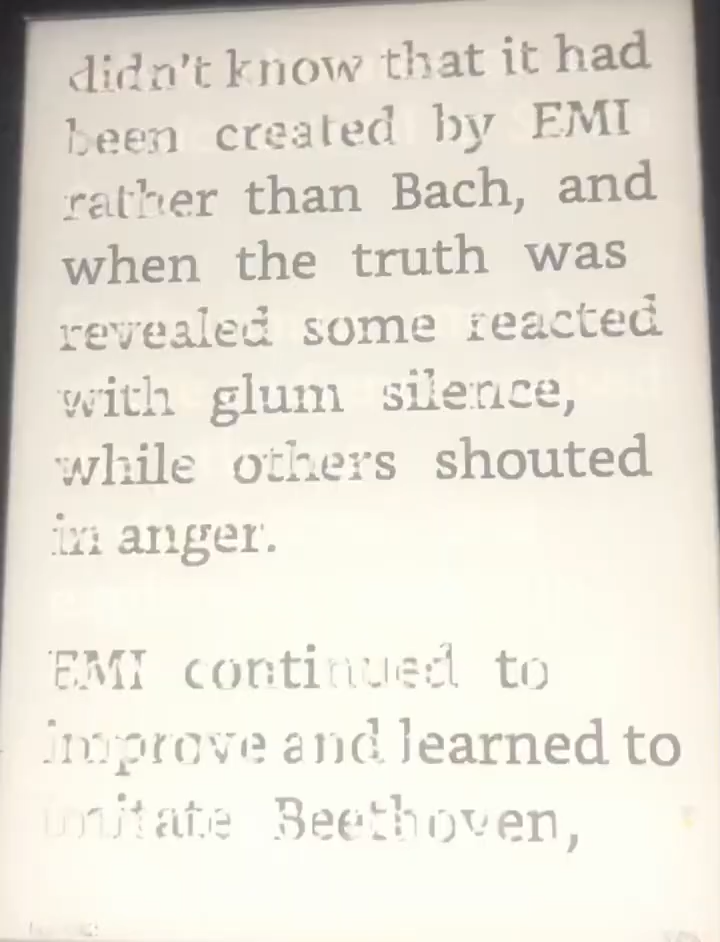 didn't know that it had
been created by EMI
rather than Bach, and
when the truth was
revealed some reacted
with glum silence,
while others shouted
in anger.
EMI continued to
improve and learned to
imitate Beethoven,